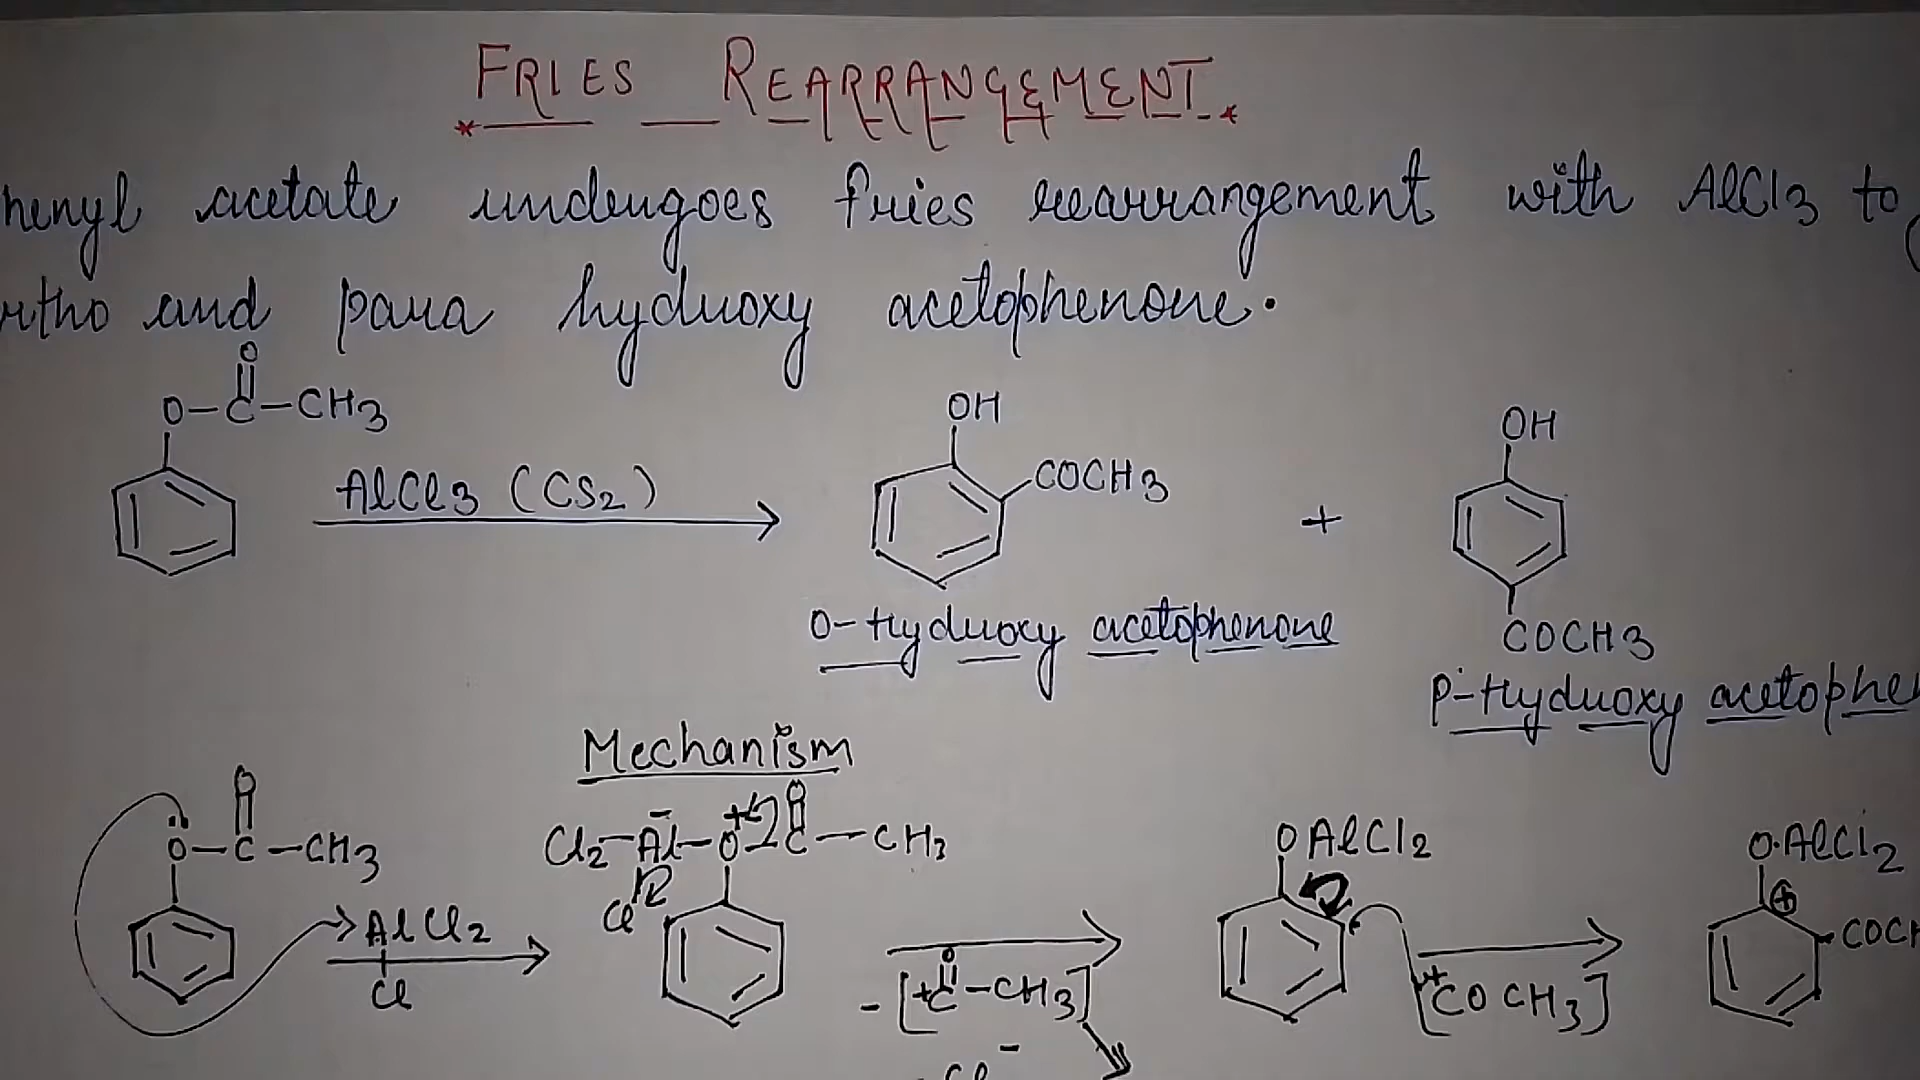 FRIES REARRANGEMENT
henyl acetate undergoes fries rearrangement with AlCl3 to
rtho and para hydroxy acetophenone.
O
O-C-CH3
OH
OH
AlCl3 (CS2)
COCH3
+
COCH3
O-Hydroxy acetophenone
P-Hydroxy acetophe
Mechanism
O
O-C-CH3
O
Cl2-Al-O-C-CH3
-
+
Cl
OAlCl2
O.AlCl2
AlCl2
Cl
-[+C-CH3]
O
[+COCH3]
+
COC
Cl-